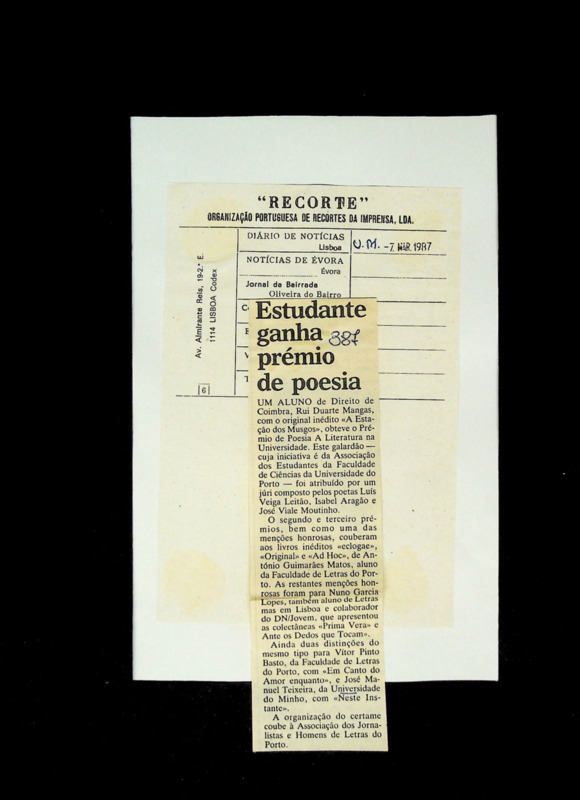 "RECORTE"
ORGANIZAÇÃO PORTUGUESA DE RECORTES DA IMPRENSA, LDA.
Av. Almirante Reis, 19-2.º E.
1114 LISBOA Codex
6
DIÁRIO DE NOTÍCIAS
Lisboa
U.M. -7 MAR. 1987
NOTÍCIAS DE ÉVORA
Évora
Jornal da Bairrada
Oliveira do Bairro
Estudante
ganha 387
prémio
de poesia
UM ALUNO de Direito de
Coimbra, Rui Duarte Mangas,
com o original inédito «A Esta-
ção dos Musgos», obteve o Pré-
mio de Poesia A Literatura na
Universidade. Este galardão —
cuja iniciativa é da Associação
dos Estudantes da Faculdade
de Ciências da Universidade do
Porto — foi atribuído por um
júri composto pelos poetas Luís
Veiga Leitão, Isabel Aragão e
José Viale Moutinho.
O segundo e terceiro pré-
mios, bem como uma das
menções honrosas, couberam
aos livros inéditos «eclogae»,
«Original» e «Ad Hoc», de An-
tónio Guimarães Matos, aluno
da Faculdade de Letras do Por-
to. As restantes menções hon-
rosas foram para Nuno Garcia
Lopes, também aluno de Letras
mas em Lisboa e colaborador
do DN/Jovem, que apresentou
as colectâneas «Prima Vera» e
Ante os Dedos que Tocam».
Ainda duas distinções do
mesmo tipo para Vitor Pinto
Basto, da Faculdade de Letras
do Porto, com «Em Canto do
Amor enquanto», e José Ma-
nuel Teixeira, da Universidade
do Minho, com «Neste Ins-
tante».
A organização do certame
coube à Associação dos Jorna-
listas e Homens de Letras do
Porto.